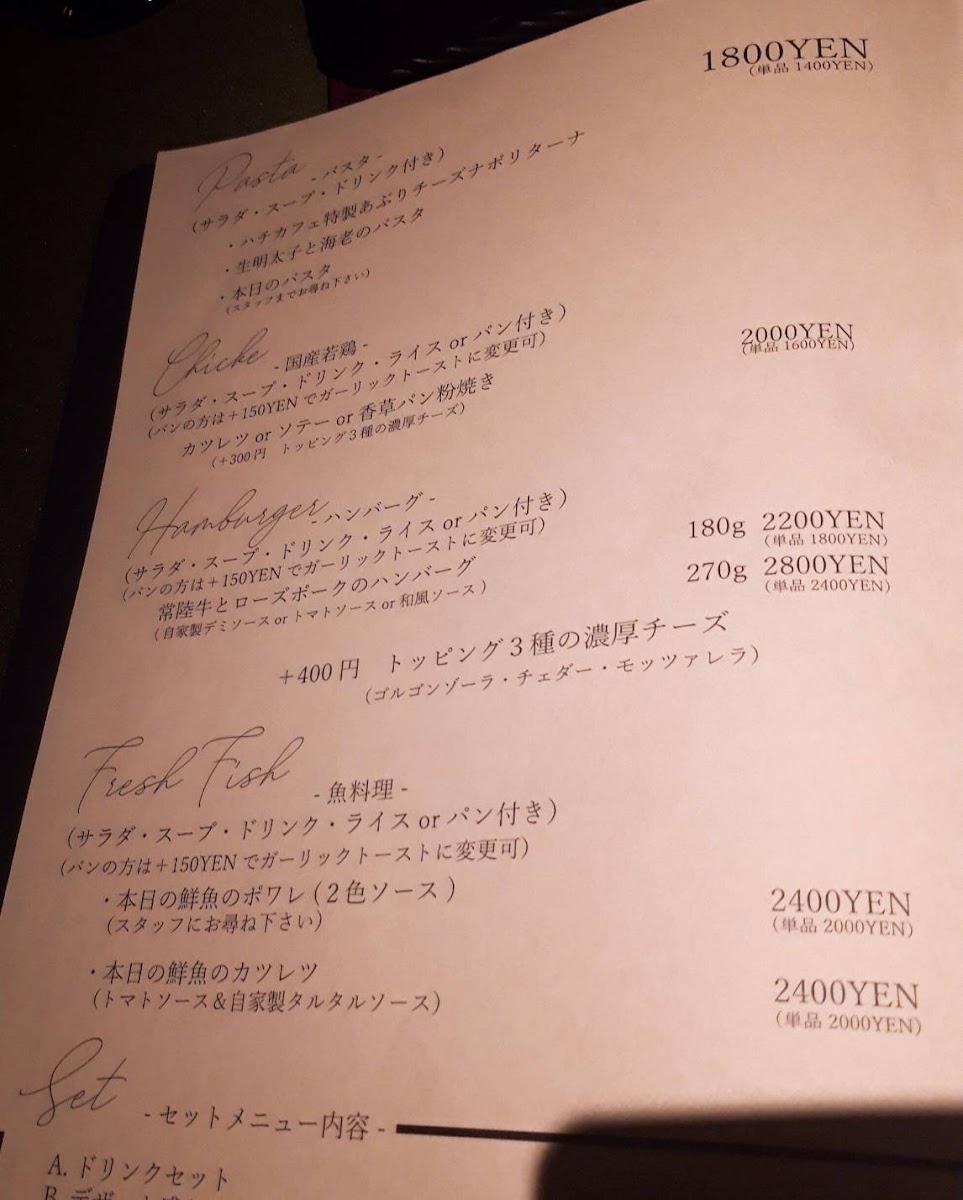 1800YEN
(単品 1400YEN)
Pasta - パスタ -
(サラダ・スープ・ドリンク付き)
・ハチカフェ特製あぶりチーズナポリターナ
・生明太子と海老のパスタ
・本日のパスタ
(スタッフまでお尋ね下さい)
Chicke - 国産若鶏 -
(サラダ・スープ・ドリンク・ライス or パン付き)
(パンの方は＋150YEN でガーリックトーストに変更可)
2000YEN
(単品 1600YEN)
カツレツ or ソテー or 香草パン粉焼き
(＋300円 トッピング３種の濃厚チーズ)
Hamburger - ハンバーグ -
(サラダ・スープ・ドリンク・ライス or パン付き)
(パンの方は＋150YEN でガーリックトーストに変更可)
常陸牛とローズポークのハンバーグ
(自家製デミソース or トマトソース or 和風ソース)
180g 2200YEN
(単品 1800YEN)
270g 2800YEN
(単品 2400YEN)
＋400円 トッピング３種の濃厚チーズ
(ゴルゴンゾーラ・チェダー・モッツァレラ)
Fresh Fish - 魚料理 -
(サラダ・スープ・ドリンク・ライス or パン付き)
(パンの方は＋150YEN でガーリックトーストに変更可)
・本日の鮮魚のポワレ (２色ソース)
(スタッフにお尋ね下さい)
2400YEN
(単品 2000YEN)
・本日の鮮魚のカツレツ
(トマトソース＆自家製タルタルソース)
2400YEN
(単品 2000YEN)
Set - セットメニュー内容 -
A. ドリンクセット
B. デザート